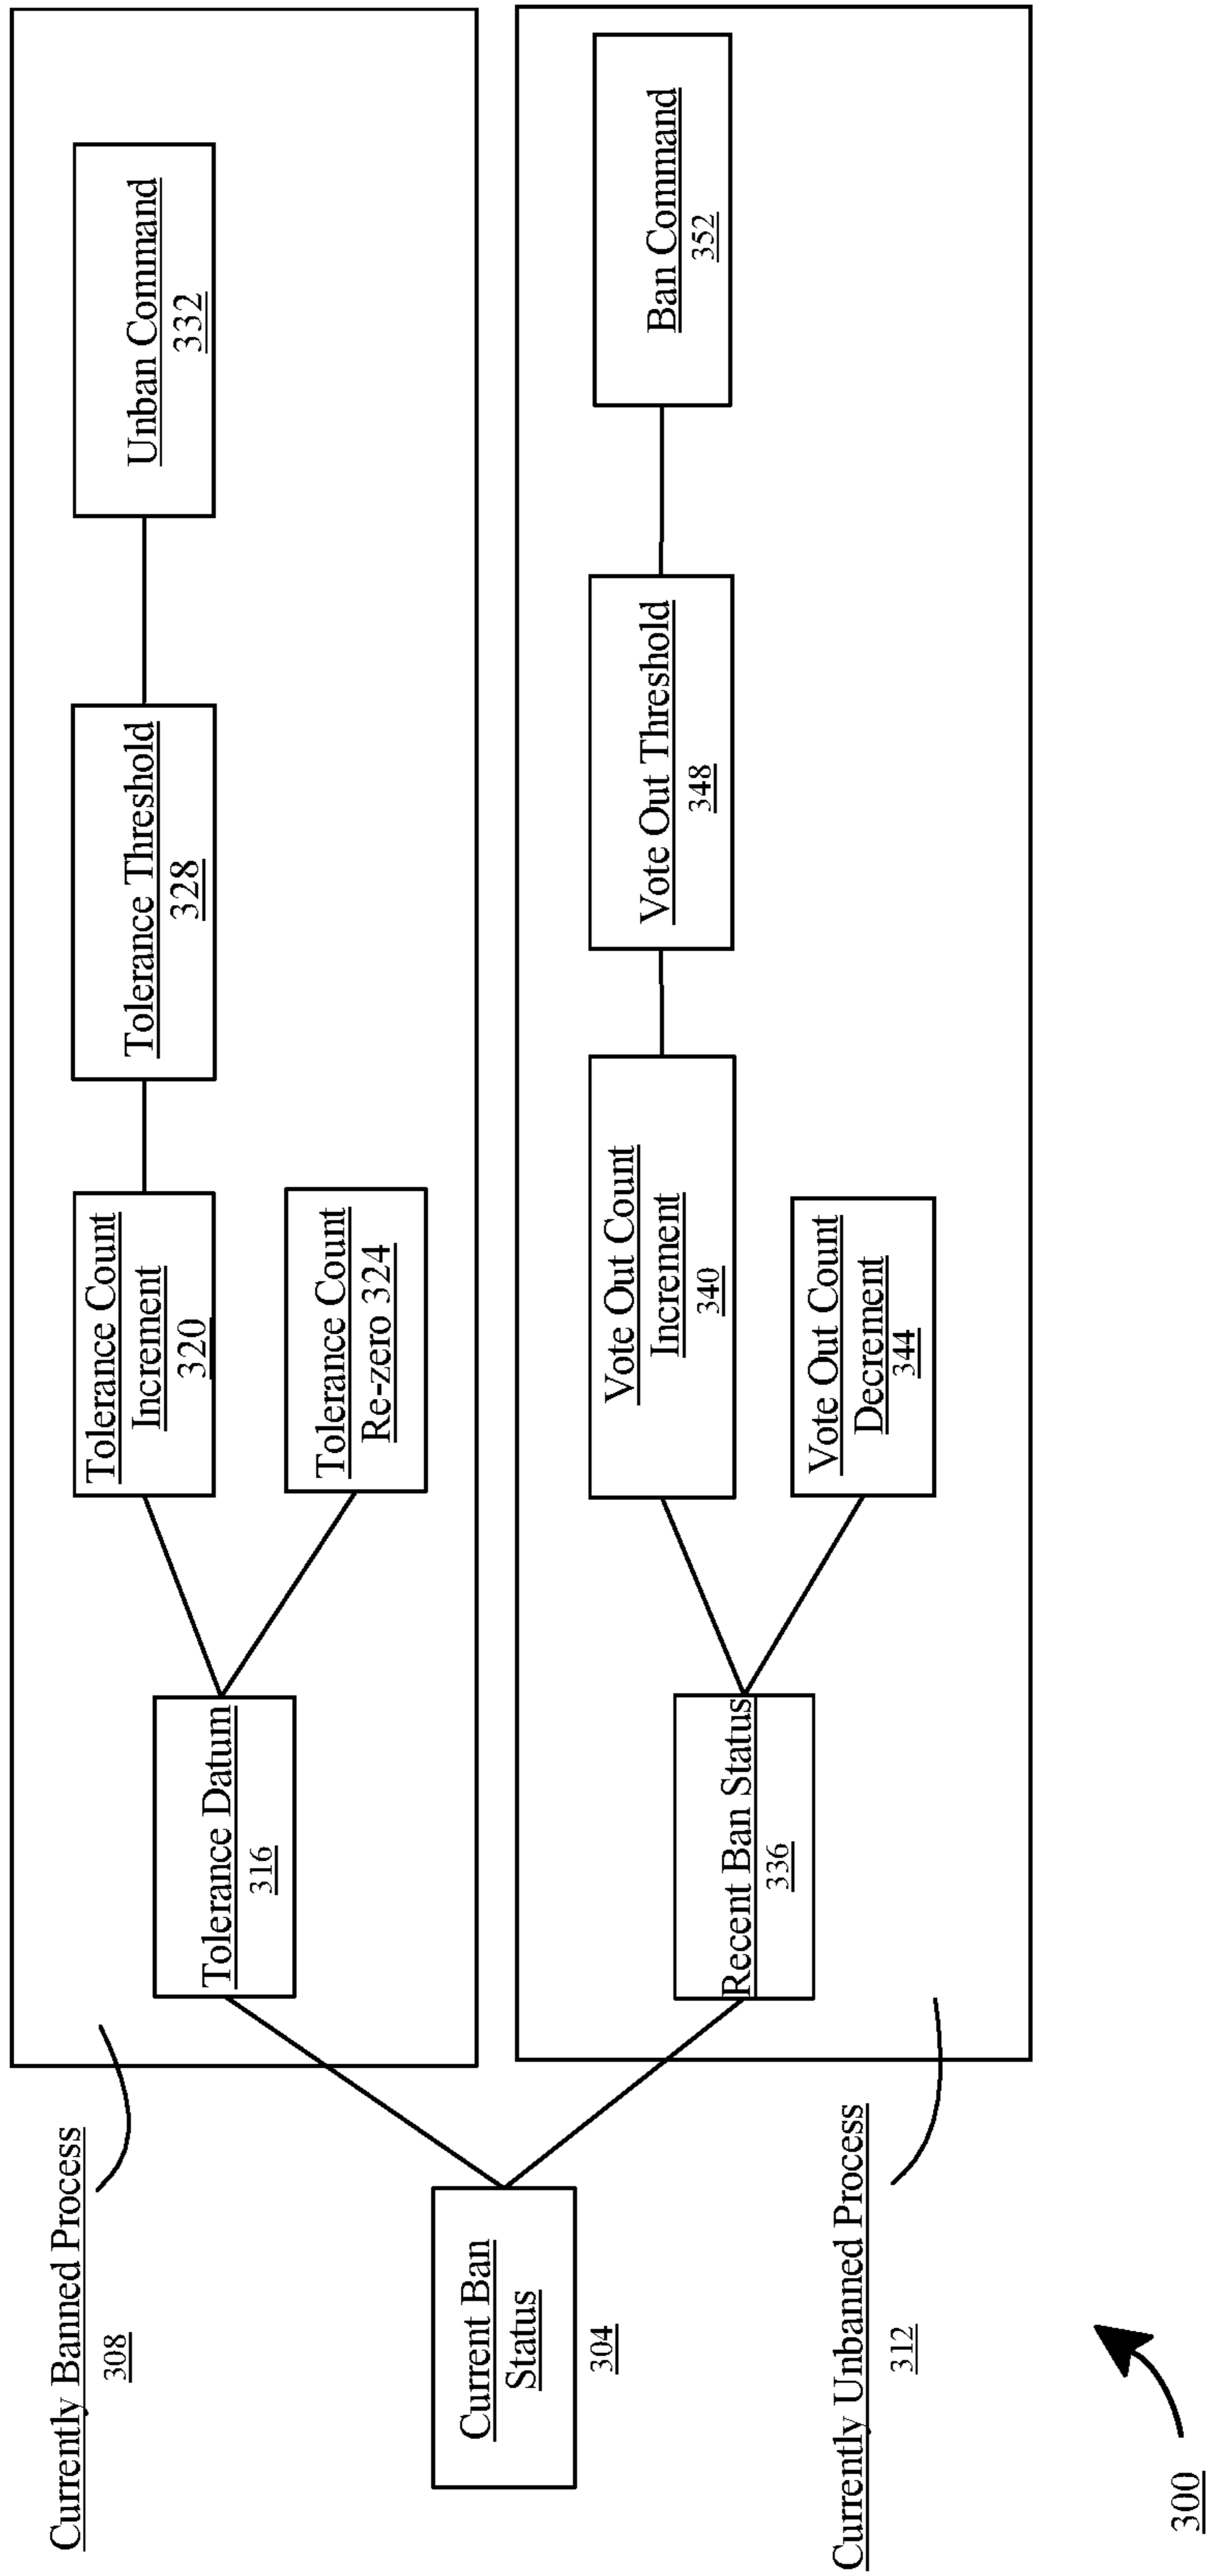 Currently Banned Process
308
Tolerance Datum
316
Tolerance Count
Increment
320
Tolerance Count
Re-zero 324
Tolerance Threshold
328
Unban Command
332
Current Ban
Status
304
Currently Unbanned Process
312
Recent Ban Status
336
Vote Out Count
Increment
340
Vote Out Count
Decrement
344
Vote Out Threshold
348
Ban Command
352
300